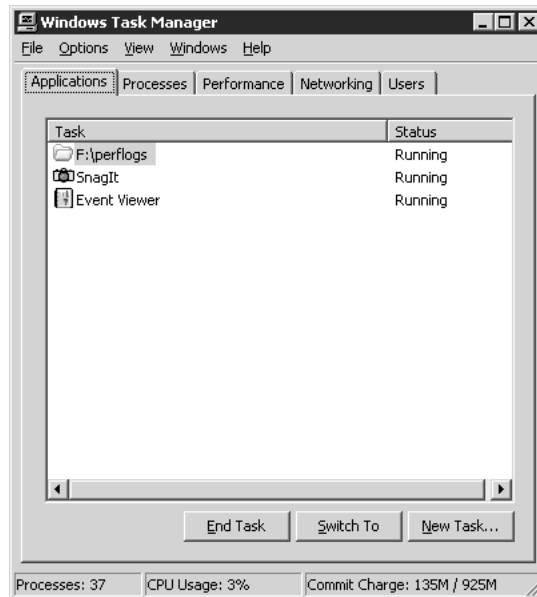 Windows Task Manager
File Options View Windows Help
Applications Processes Performance Networking Users
Task Status
F:\perflogs Running
SnagIt Running
Event Viewer Running
End Task Switch To New Task...
Processes: 37 CPU Usage: 3% Commit Charge: 135M / 925M